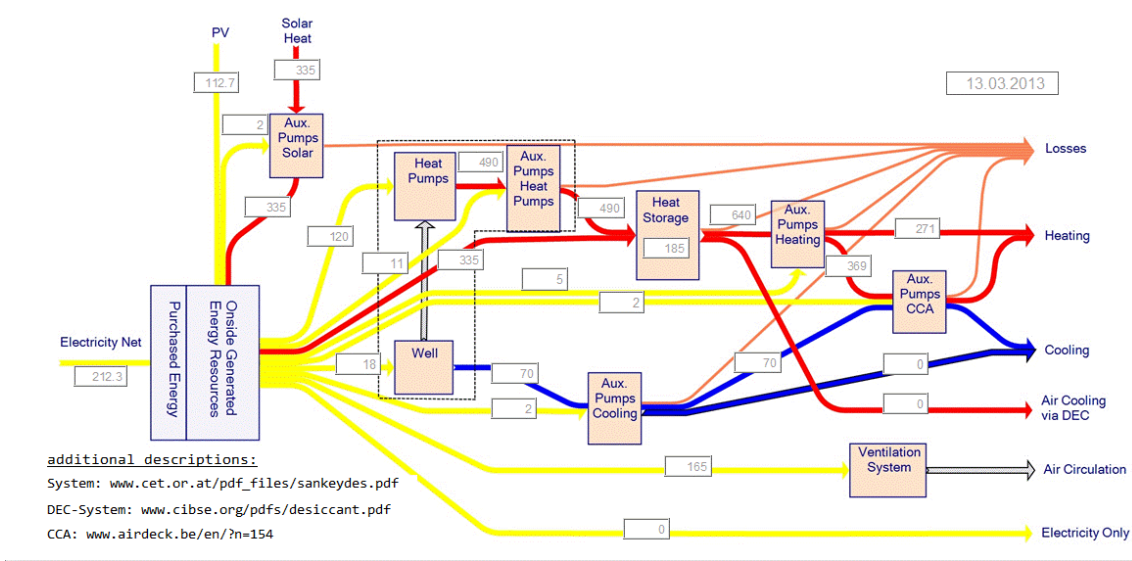 PV
Solar
Heat
112.7
335
13.03.2013
2
Aux.
Pumps
Solar
Losses
Heat
Pumps
490
Aux.
Pumps
Heat
Pumps
335
490
Heat
Storage
185
640
Aux.
Pumps
Heating
271
Heating
120
11
335
5
2
369
Aux.
Pumps
CCA
Purchased Energy
Onside Generated
Energy Resources
Electricity Net
212.3
18
Well
70
Aux.
Pumps
Cooling
2
70
0
Cooling
0
Air Cooling
via DEC
165
Ventilation
System
Air Circulation
0
Electricity Only
additional descriptions:
System: www.cet.or.at/pdf_files/sankeydes.pdf
DEC-System: www.cibse.org/pdfs/desiccant.pdf
CCA: www.airdeck.be/en/?n=154